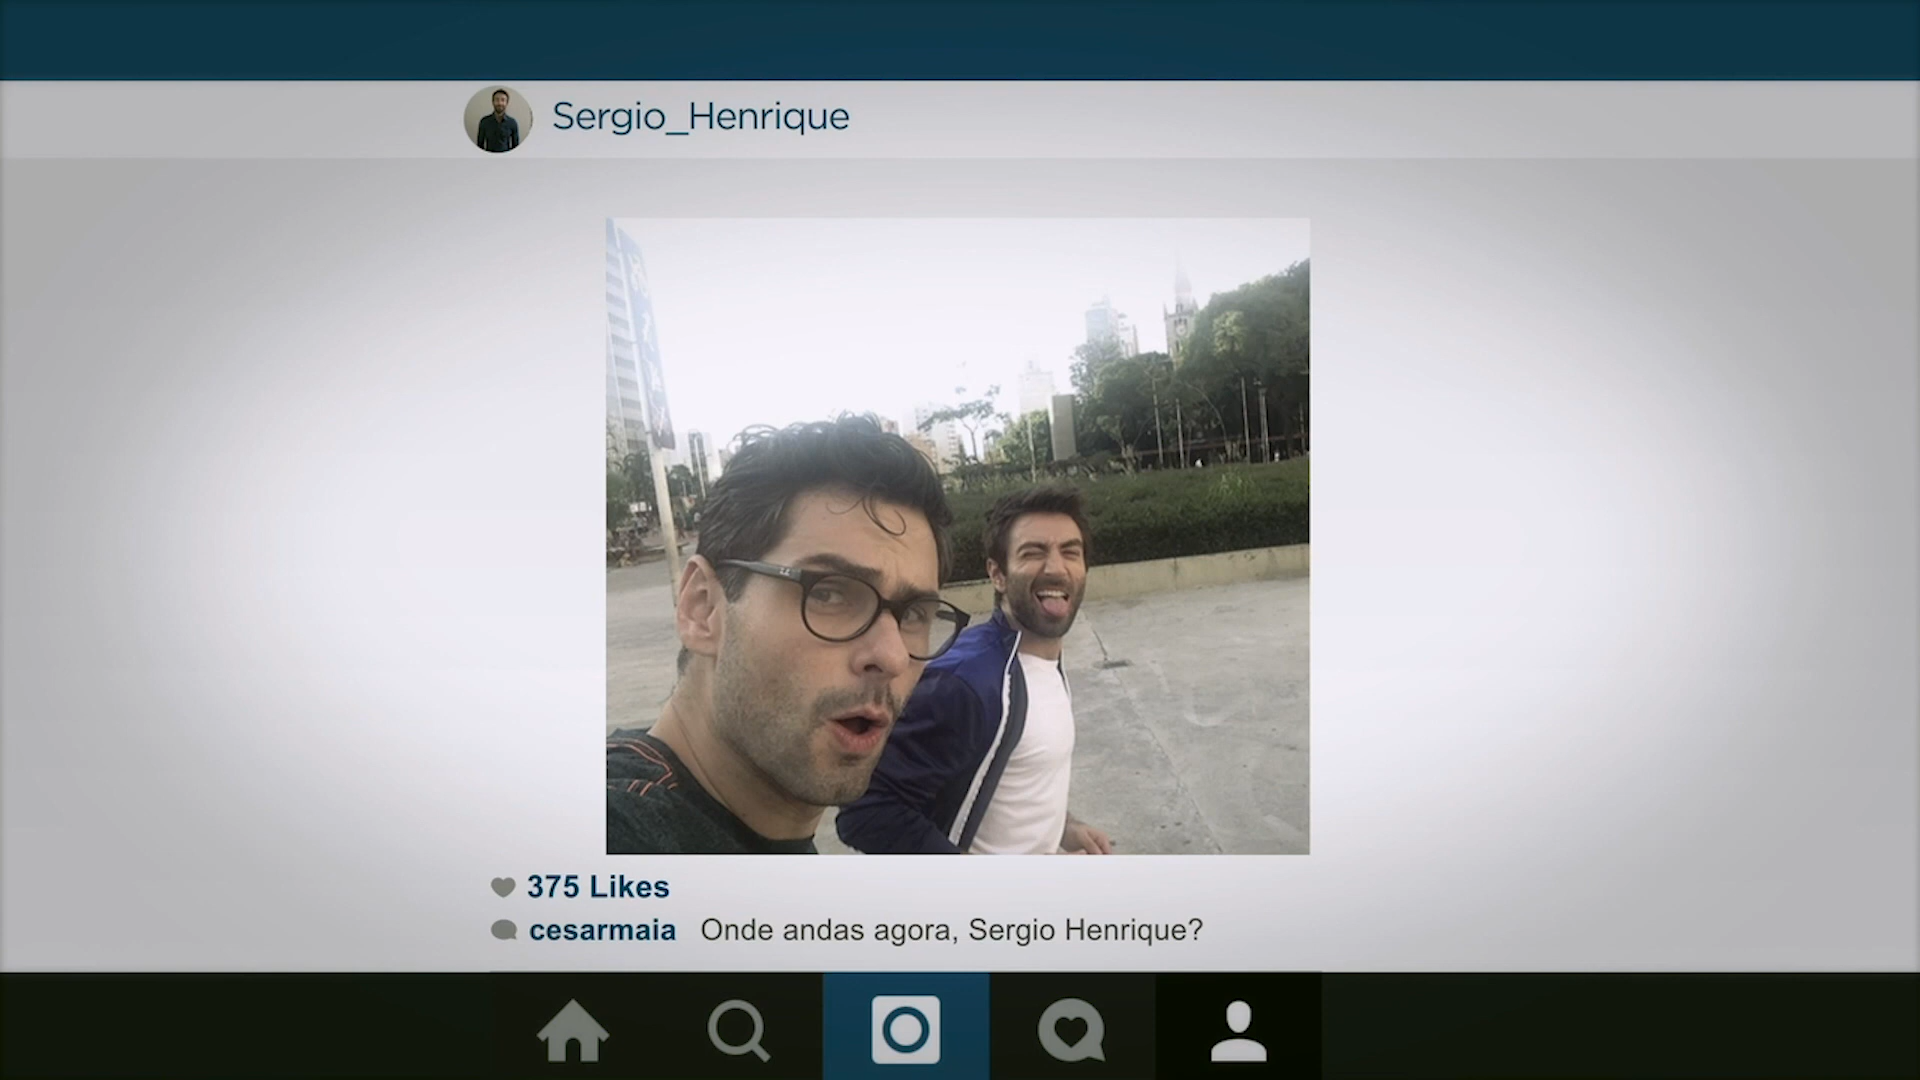 Sergio_Henrique
375 Likes
cesarmaia Onde andas agora, Sergio Henrique?